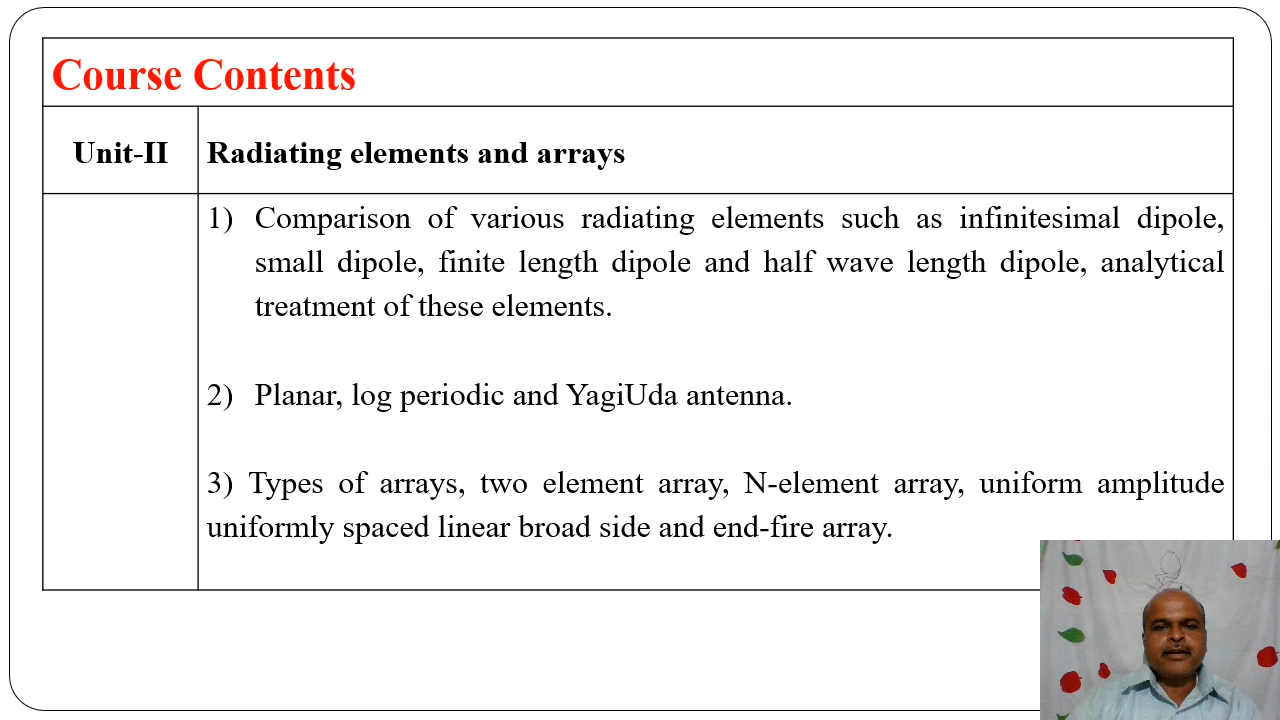 Course Contents
Unit-II
Radiating elements and arrays
1) Comparison of various radiating elements such as infinitesimal dipole,
small dipole, finite length dipole and half wave length dipole, analytical
treatment of these elements.
2) Planar, log periodic and YagiUda antenna.
3) Types of arrays, two element array, N-element array, uniform amplitude
uniformly spaced linear broad side and end-fire array.